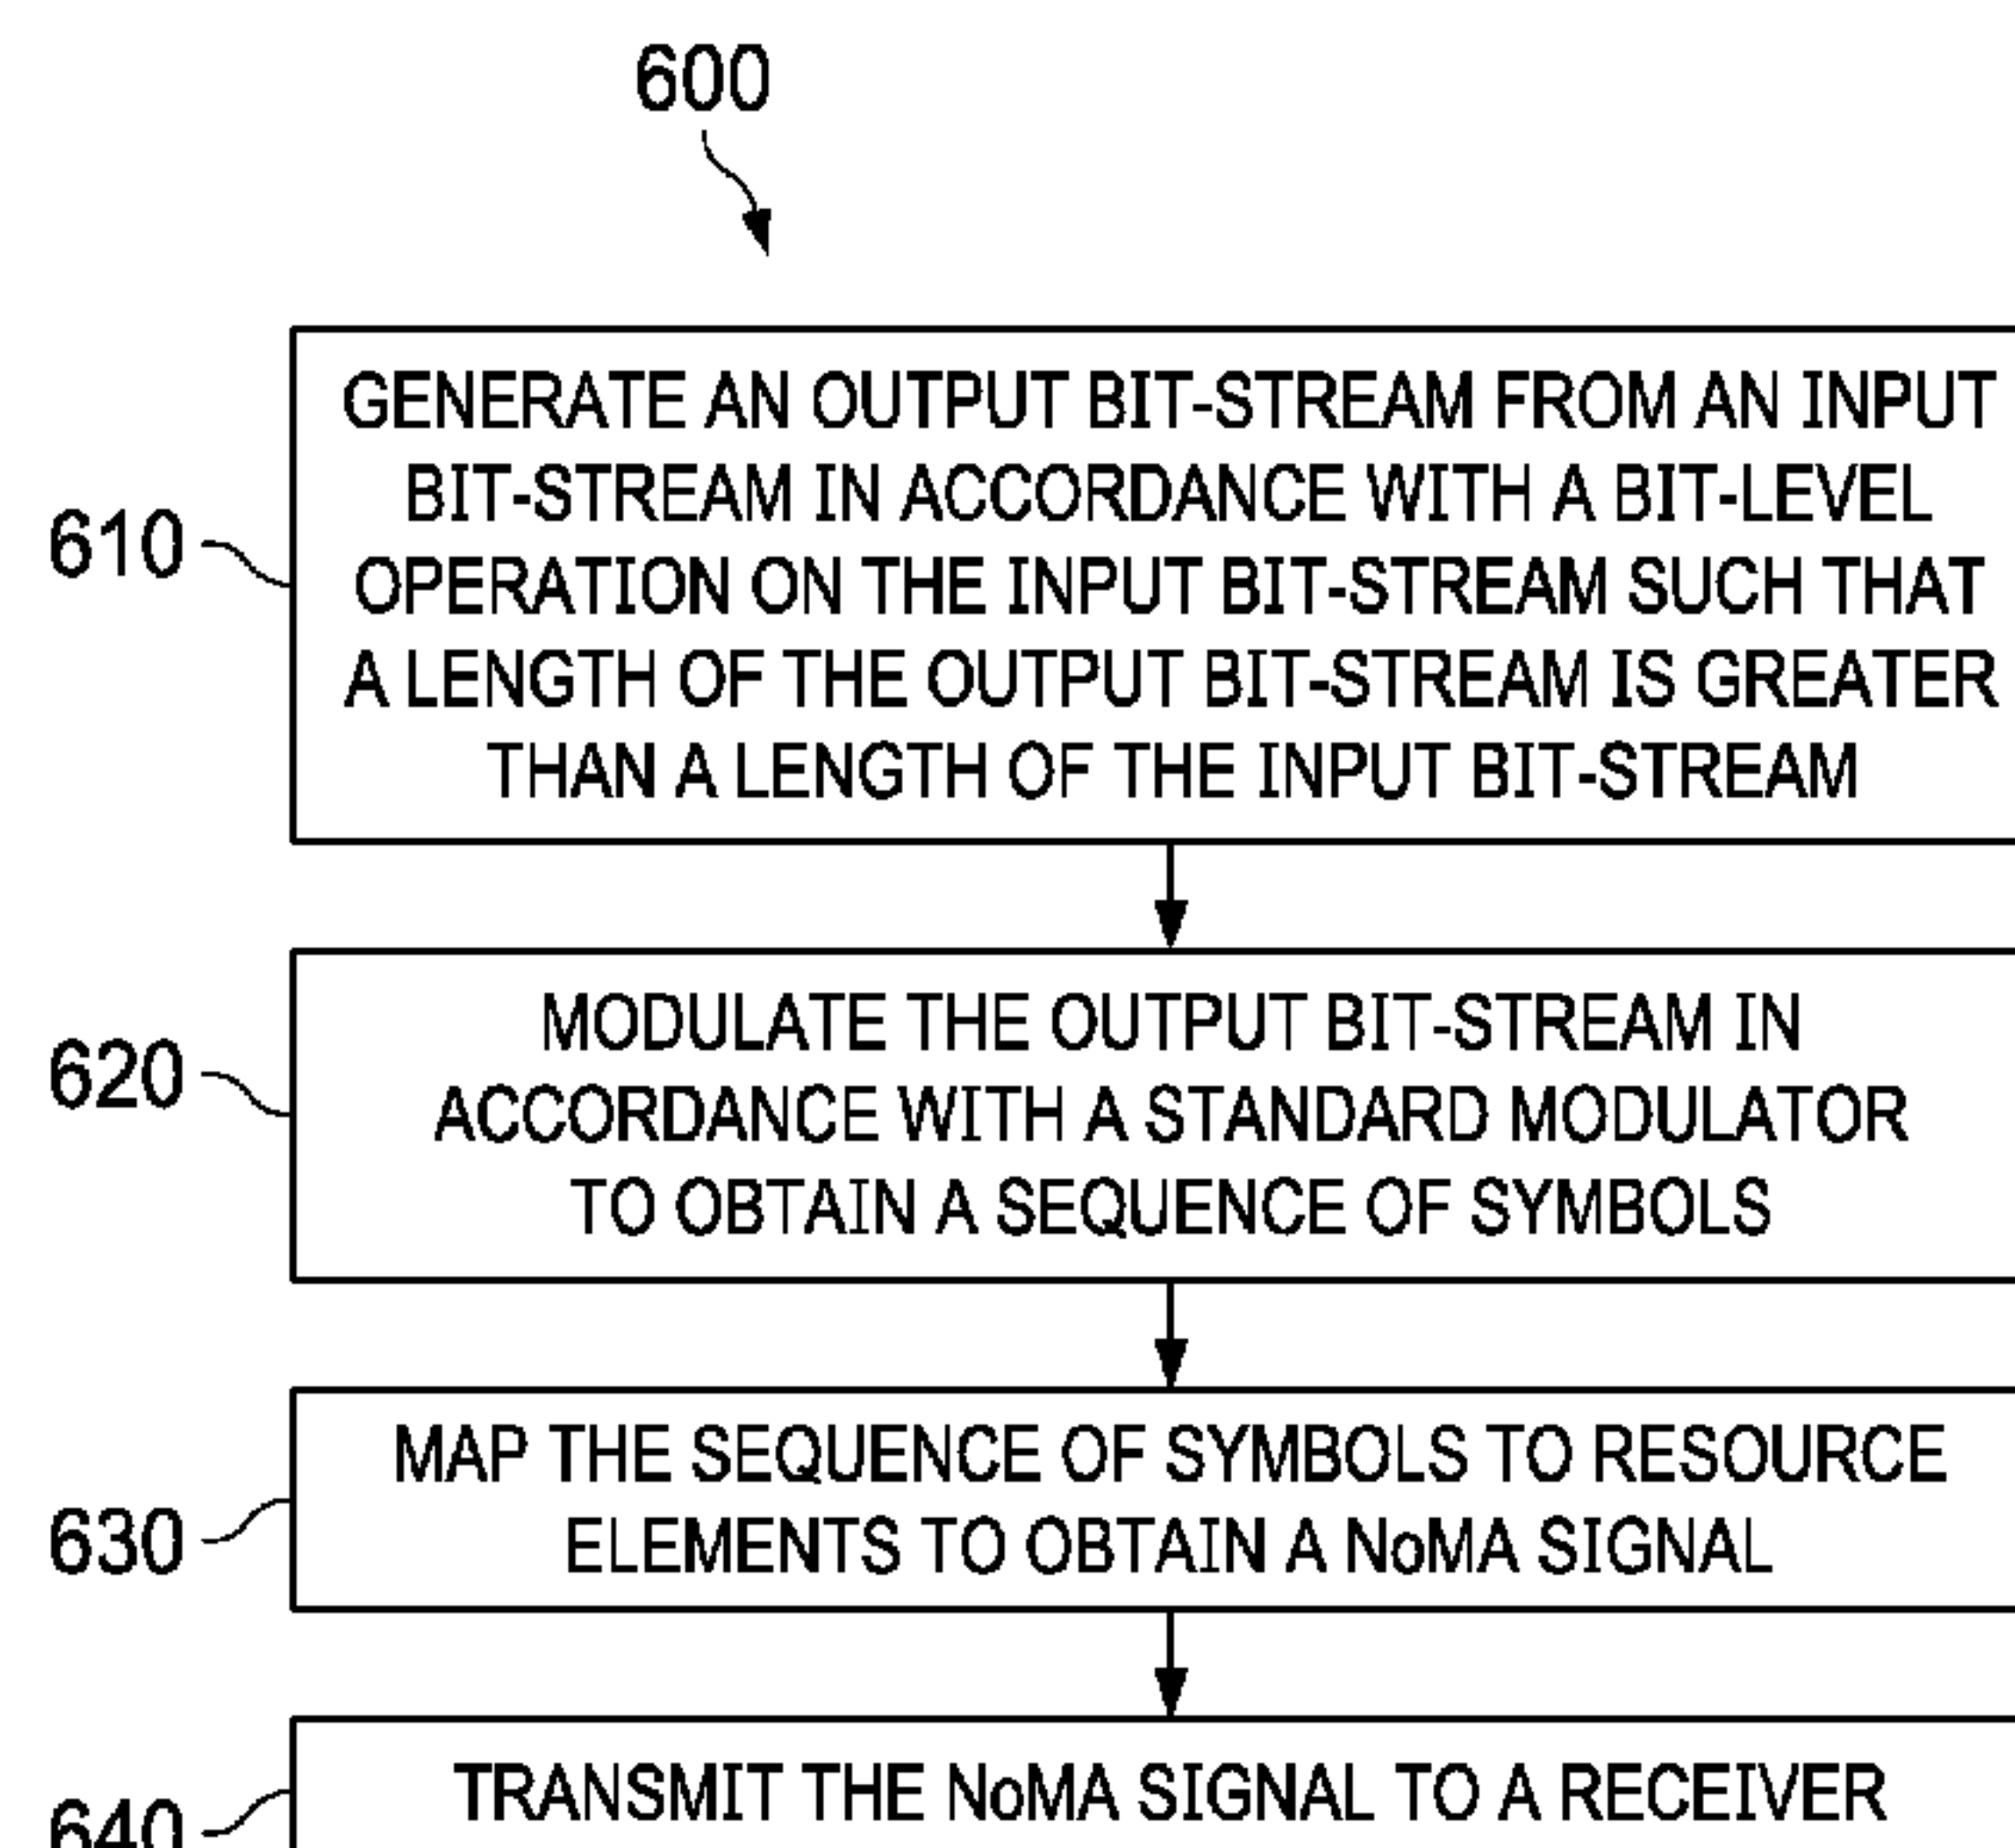 600
610
GENERATE AN OUTPUT BIT-STREAM FROM AN INPUT
BIT-STREAM IN ACCORDANCE WITH A BIT-LEVEL
OPERATION ON THE INPUT BIT-STREAM SUCH THAT
A LENGTH OF THE OUTPUT BIT-STREAM IS GREATER
THAN A LENGTH OF THE INPUT BIT-STREAM
620
MODULATE THE OUTPUT BIT-STREAM IN
ACCORDANCE WITH A STANDARD MODULATOR
TO OBTAIN A SEQUENCE OF SYMBOLS
630
MAP THE SEQUENCE OF SYMBOLS TO RESOURCE
ELEMENTS TO OBTAIN A NoMA SIGNAL
640
TRANSMIT THE NoMA SIGNAL TO A RECEIVER